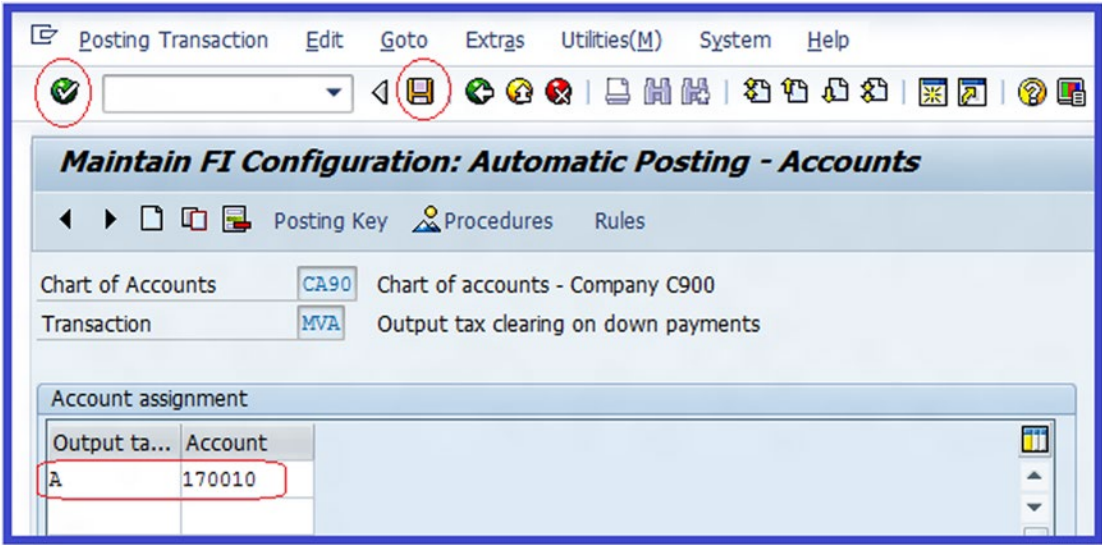 Posting Transaction Edit Goto Extras Utilities(M) System Help
Maintain FI Configuration: Automatic Posting - Accounts
Posting Key Procedures Rules
Chart of Accounts CA90 Chart of accounts - Company C900
Transaction MVA Output tax clearing on down payments
Account assignment
Output ta... Account
A 170010